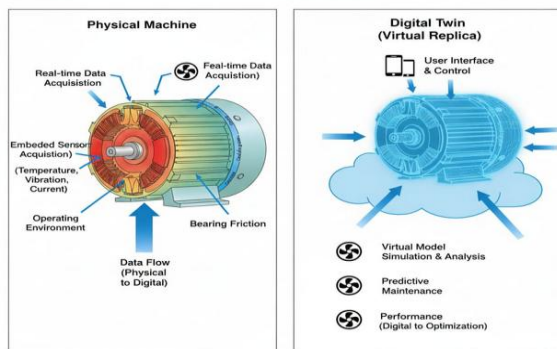 Physical Machine
Real-time Data
Acquisistion
Feal-time Data
Acquistion)
Embeded Sensor
Acqustion)
(Temperature,
Vibration,
Current)
Operating
Environment
Bearing Friction
Data Flow
(Physical
to Digital)
Digital Twin
(Virtual Replica)
User Interface
& Control
Virtual Model
Simulation & Analysis
Predictive
Maintenance
Performance
(Digital to Optimization)